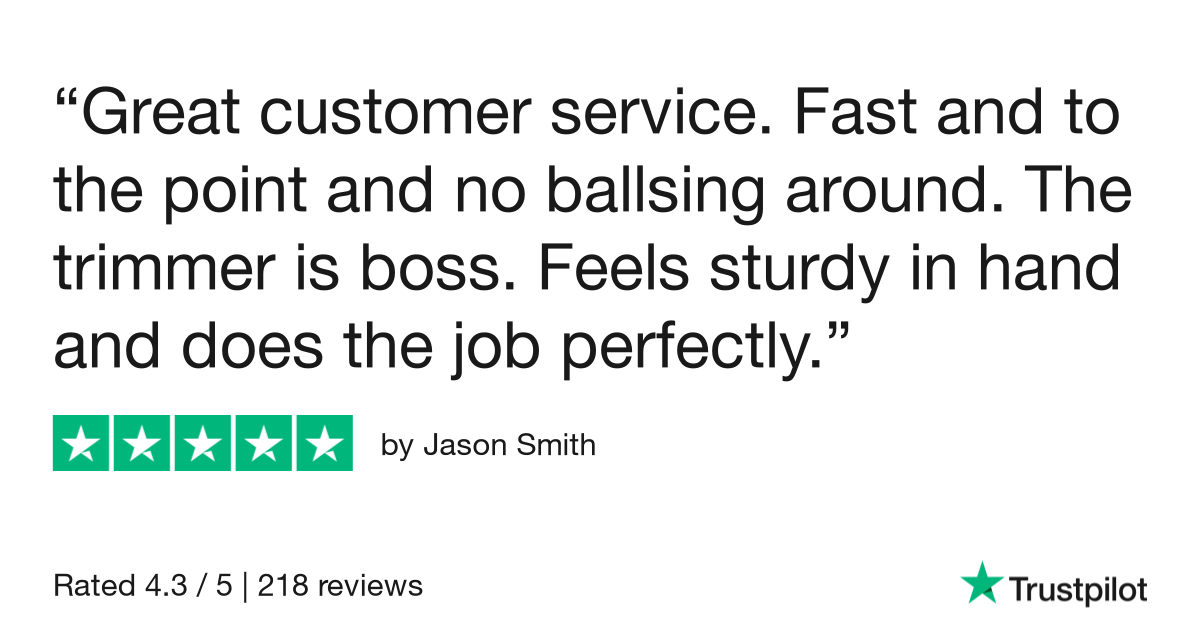 “Great customer service. Fast and to
the point and no ballsing around. The
trimmer is boss. Feels sturdy in hand
and does the job perfectly.”
by Jason Smith
Rated 4.3 / 5 | 218 reviews
Trustpilot